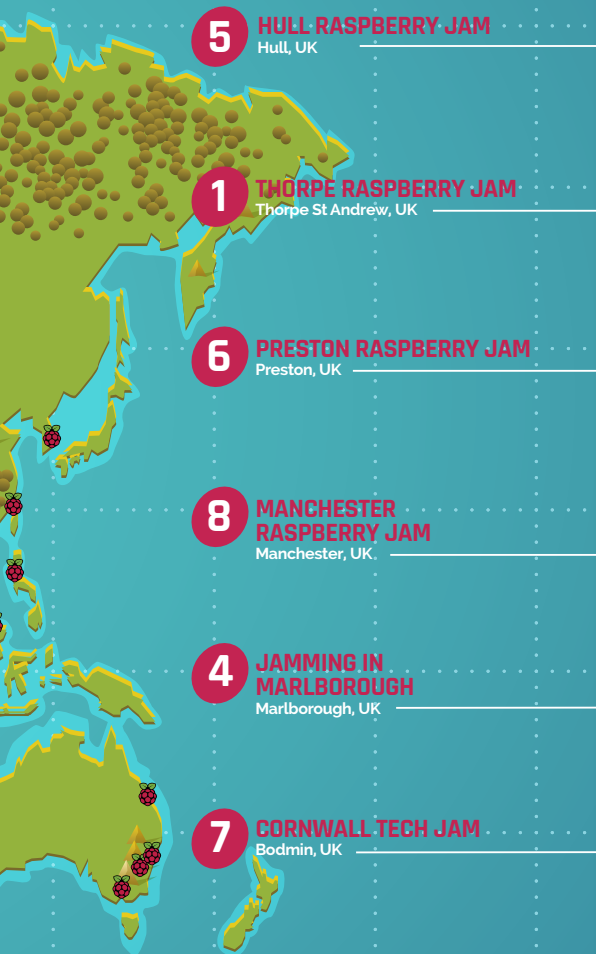 5
HULL RASPBERRY JAM
Hull, UK
1
THORPE RASPBERRY JAM
Thorpe St Andrew, UK
6
PRESTON RASPBERRY JAM
Preston, UK
8
MANCHESTER
RASPBERRY JAM
Manchester, UK
4
JAMMING IN
MARLBOROUGH
Marlborough, UK
7
CORNWALL TECH JAM
Bodmin, UK